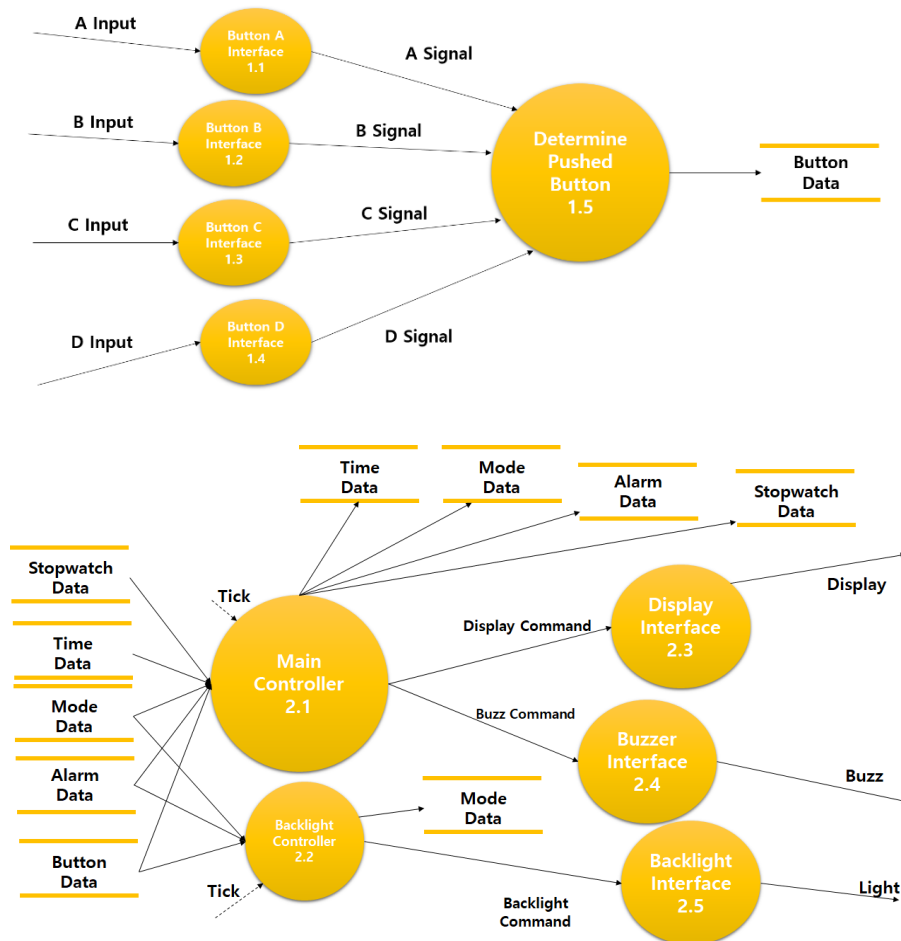 A Input
Button A
Interface
1.1
A Signal
B Input
Button B
Interface
1.2
B Signal
C Input
Button C
Interface
1.3
C Signal
D Input
Button D
Interface
1.4
D Signal
Determine
Pushed
Button
1.5
Button
Data
Time
Data
Mode
Data
Alarm
Data
Stopwatch
Data
Stopwatch
Data
Time
Data
Mode
Data
Alarm
Data
Button
Data
Tick
Main
Controller
2.1
Display Command
Display
Interface
2.3
Display
Buzz Command
Buzzer
Interface
2.4
Buzz
Backlight
Controller
2.2
Tick
Mode
Data
Backlight
Command
Backlight
Interface
2.5
Light